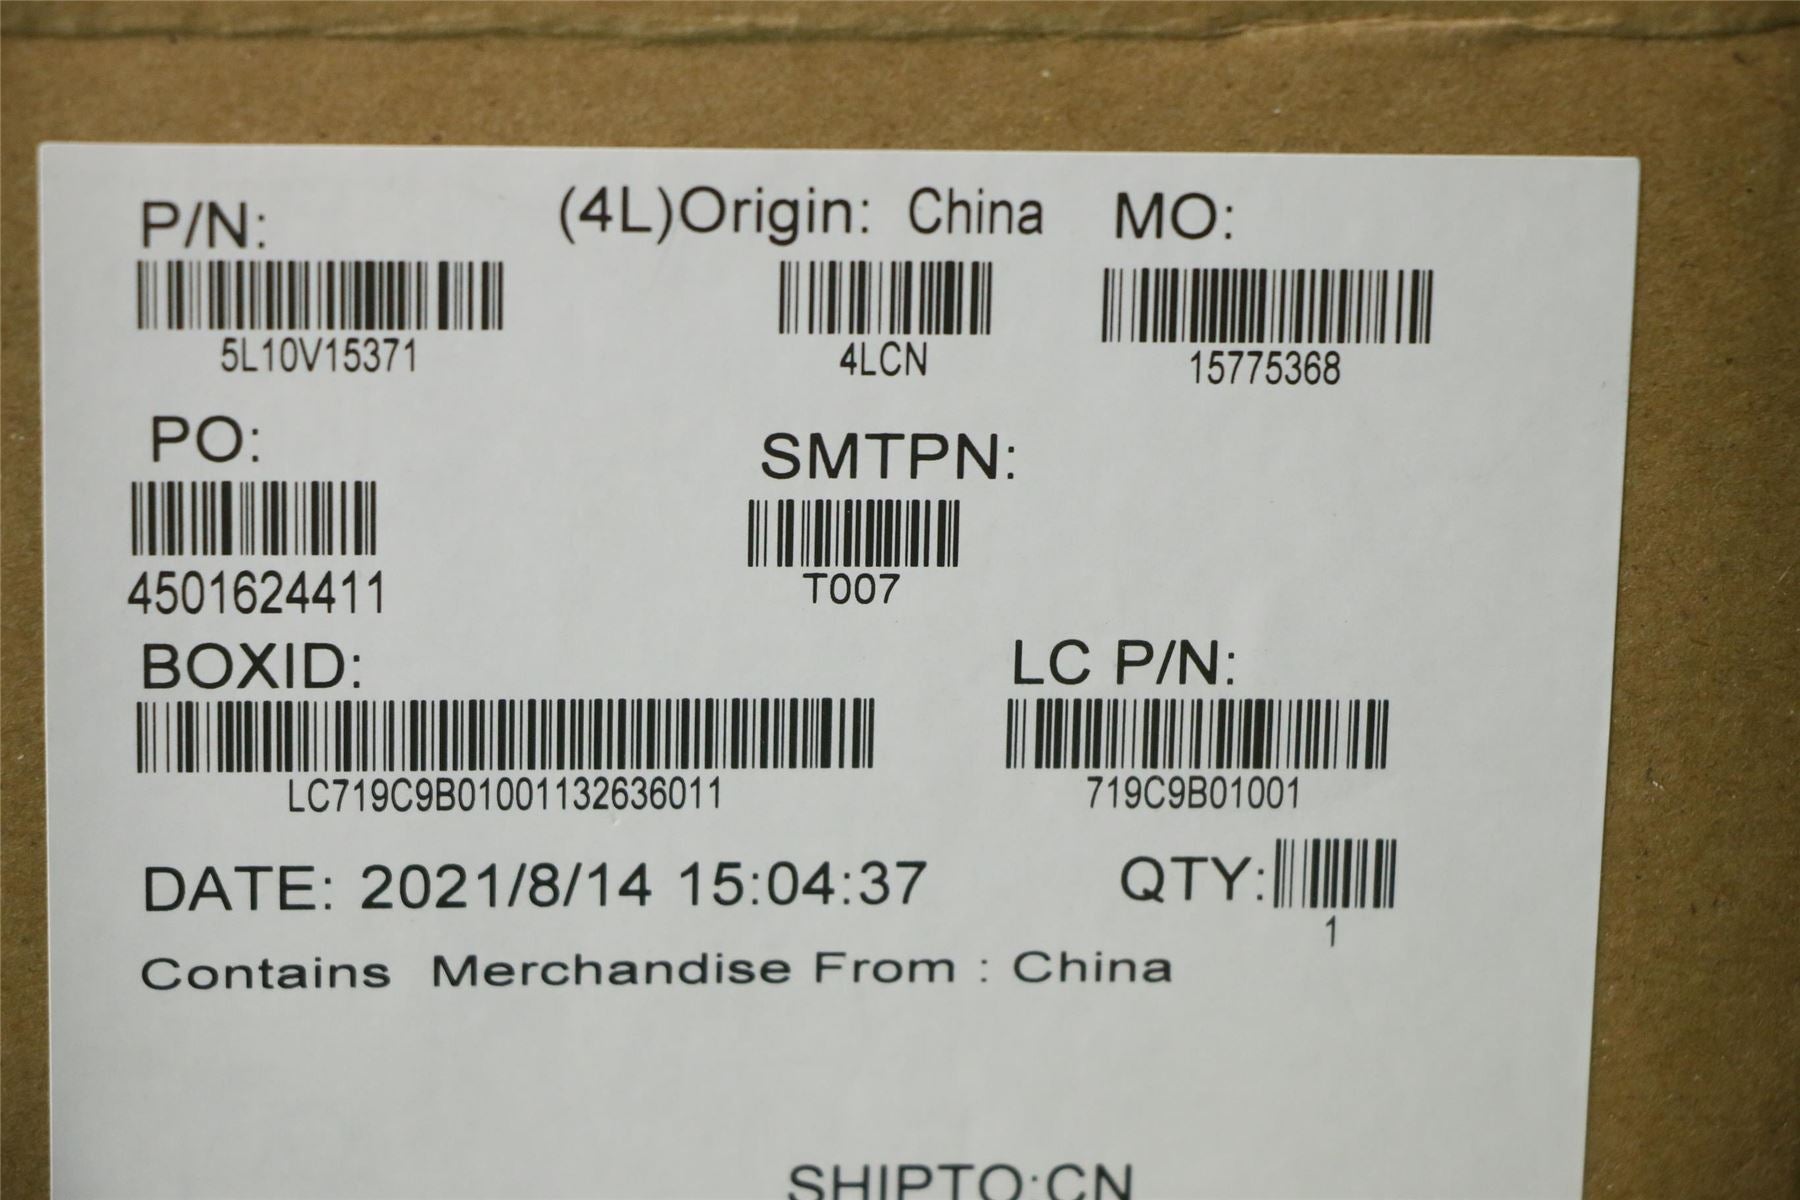 P/N:
(4L)Origin: China
MO:
5L10V15371
4LCN
15775368
PO:
SMTPN:
4501624411
T007
BOXID:
LC P/N:
LC719C9B01001132636011
719C9B01001
DATE: 2021/8/14 15:04:37
QTY:
1
Contains Merchandise From : China
SHIPTO:CN